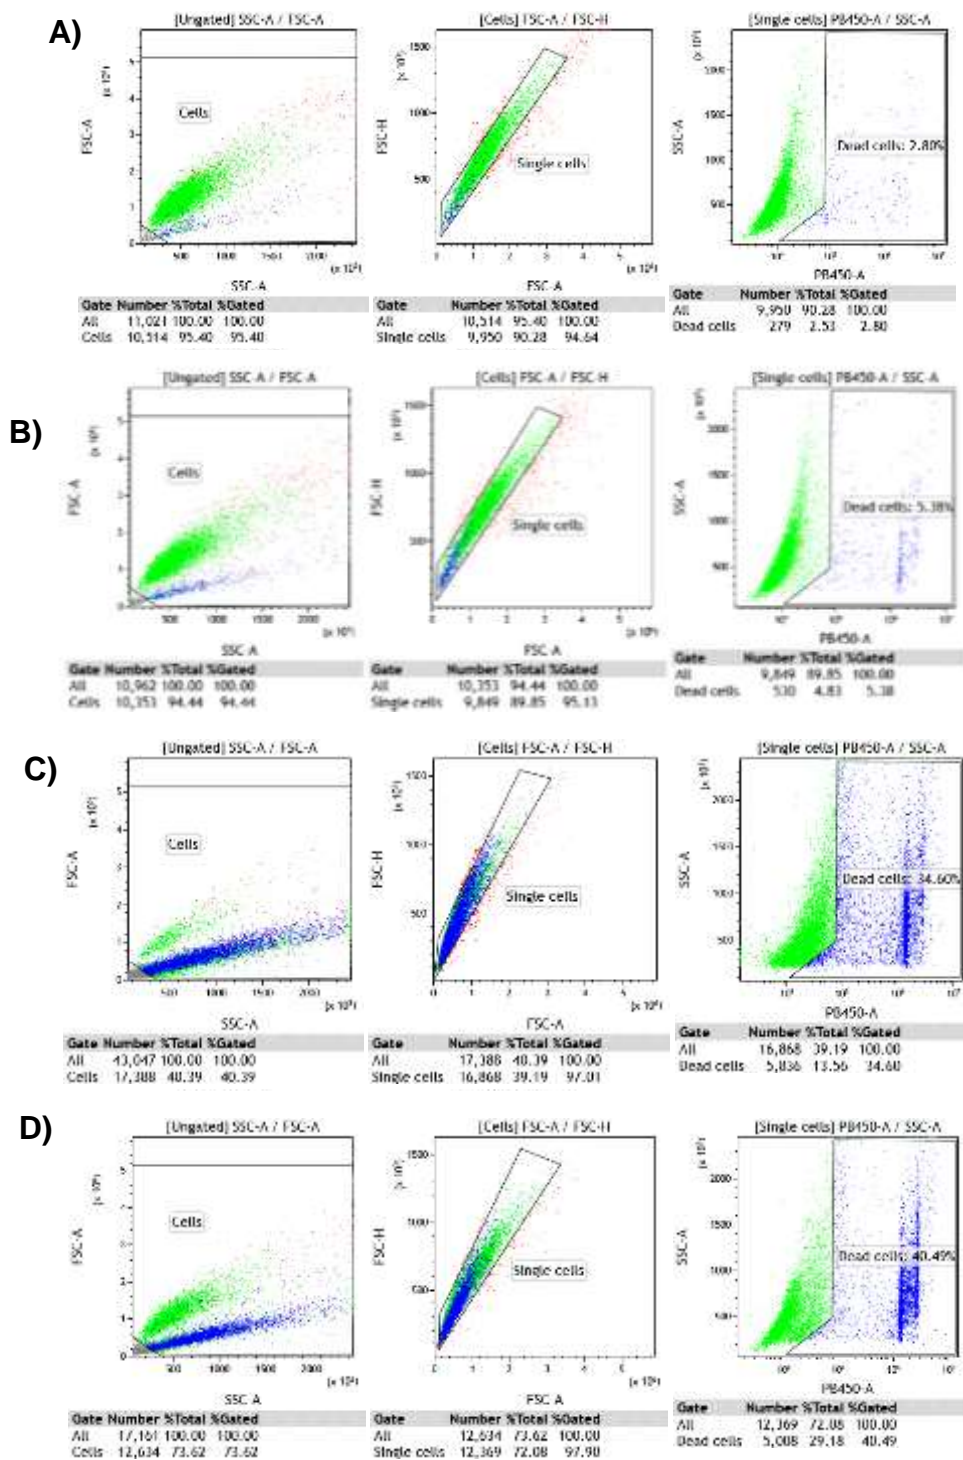 A)
[Ungated] SSC-A / FSC-A
[Cells] FSC-A / FSC-H
[Single cells] PB450-A / SSC-A
FSC-A
Cells
SSC-A
FSC-H
Single cells
FSC-A
SSC-A
Dead cells: 2.80%
PB450-A
Gate Number %Total %Gated
All 11,021 100.00 100.00
Cells 10,514 95.40 95.40
Gate Number %Total %Gated
All 10,514 95.40 100.00
Single cells 9,950 90.28 94.64
Gate Number %Total %Gated
All 9,950 90.28 100.00
Dead cells 279 2.53 2.80
B)
[Ungated] SSC-A / FSC-A
[Cells] FSC-A / FSC-H
[Single cells] PB450-A / SSC-A
FSC-A
Cells
SSC-A
FSC-H
Single cells
FSC-A
SSC-A
Dead cells: 5.38%
PB450-A
Gate Number %Total %Gated
All 10,962 100.00 100.00
Cells 10,353 94.44 94.44
Gate Number %Total %Gated
All 10,353 94.44 100.00
Single cells 9,849 89.85 95.13
Gate Number %Total %Gated
All 9,849 89.85 100.00
Dead cells 530 4.83 5.38
C)
[Ungated] SSC-A / FSC-A
[Cells] FSC-A / FSC-H
[Single cells] PB450-A / SSC-A
FSC-A
Cells
SSC-A
FSC-H
Single cells
FSC-A
SSC-A
Dead cells: 34.60%
PB450-A
Gate Number %Total %Gated
All 43,047 100.00 100.00
Cells 17,388 40.39 40.39
Gate Number %Total %Gated
All 17,388 40.39 100.00
Single cells 16,868 39.19 97.01
Gate Number %Total %Gated
All 16,868 39.19 100.00
Dead cells 5,836 13.56 34.60
D)
[Ungated] SSC-A / FSC-A
[Cells] FSC-A / FSC-H
[Single cells] PB450-A / SSC-A
FSC-A
Cells
SSC-A
FSC-H
Single cells
FSC-A
SSC-A
Dead cells: 40.49%
PB450-A
Gate Number %Total %Gated
All 17,161 100.00 100.00
Cells 12,634 73.62 73.62
Gate Number %Total %Gated
All 12,634 73.62 100.00
Single cells 12,369 72.08 97.90
Gate Number %Total %Gated
All 12,369 72.08 100.00
Dead cells 5,008 29.18 40.49